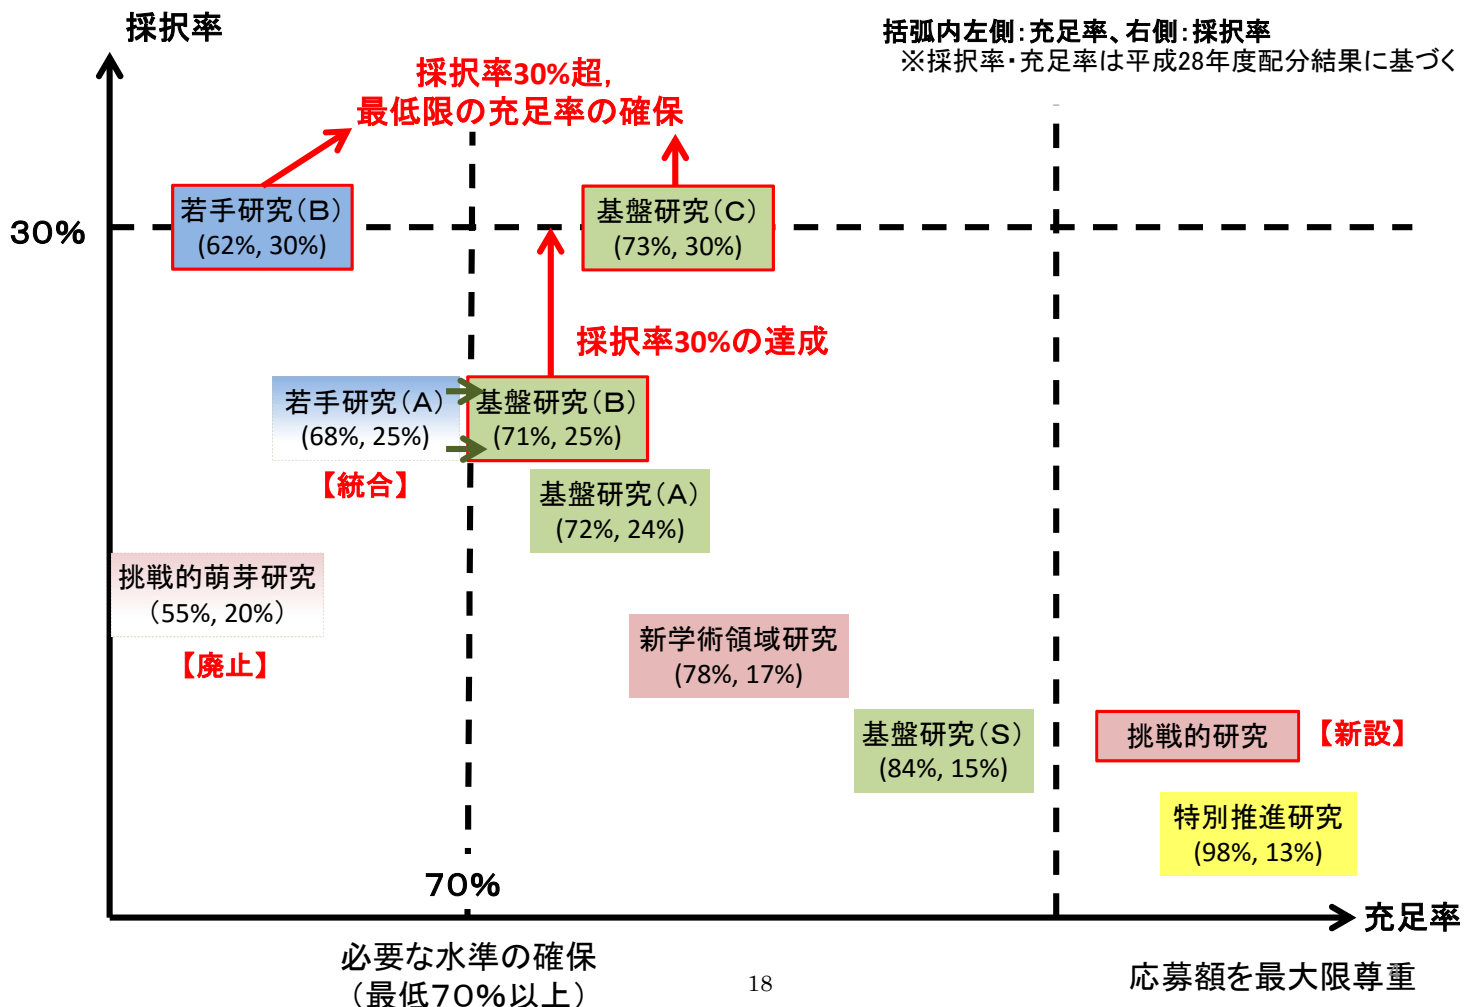 採択率
括弧内左側：充足率、右側：採択率
※採択率・充足率は平成28年度配分結果に基づく
採択率30%超，
最低限の充足率の確保
若手研究（B）
(62%, 30%)
基盤研究（C）
(73%, 30%)
30%
採択率30%の達成
若手研究（A）
(68%, 25%)
基盤研究（B）
(71%, 25%)
【統合】
基盤研究（A）
(72%, 24%)
挑戦的萌芽研究
（55%, 20%）
【廃止】
新学術領域研究
(78%, 17%)
基盤研究（S）
(84%, 15%)
挑戦的研究
【新設】
特別推進研究
(98%, 13%)
70%
充足率
必要な水準の確保
（最低70％以上）
18
応募額を最大限尊重